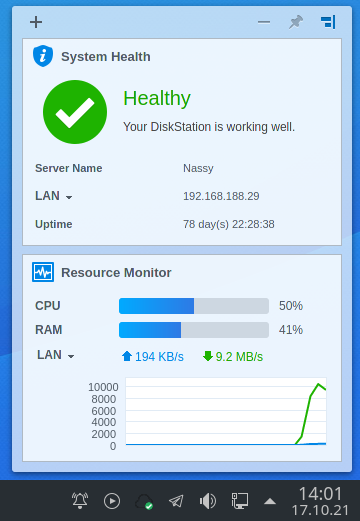 System Health
Healthy
Your DiskStation is working well.
Server Name Nassy
LAN 192.168.188.29
Uptime 78 day(s) 22:28:38
Resource Monitor
CPU 50%
RAM 41%
LAN 194 KB/s 9.2 MB/s
10000
8000
6000
4000
2000
0
14:01
17.10.21